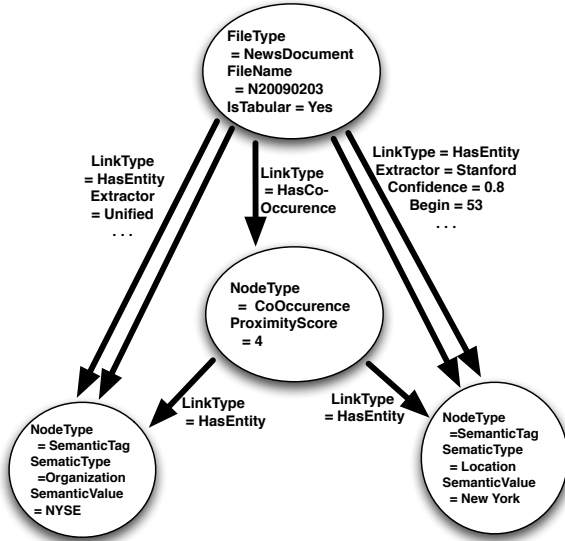 FileType
= NewsDocument
FileName
= N20090203
IsTabular = Yes
LinkType
= HasEntity
Extractor
= Unified
. . .
LinkType
= HasCo-
Occurence
LinkType = HasEntity
Extractor = Stanford
Confidence = 0.8
Begin = 53
. . .
NodeType
= CoOccurence
ProximityScore
= 4
LinkType
= HasEntity
LinkType
= HasEntity
NodeType
= SemanticTag
SematicType
=Organization
SemanticValue
= NYSE
NodeType
=SemanticTag
SematicType
= Location
SemanticValue
= New York